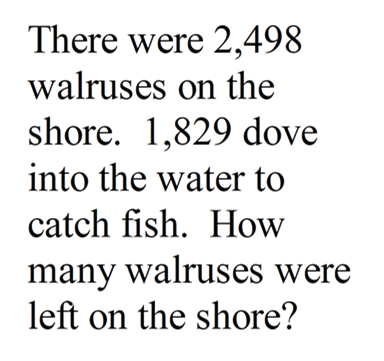 There were 2,498
walruses on the
shore.  1,829 dove
into the water to
catch fish.  How
many walruses were
left on the shore?